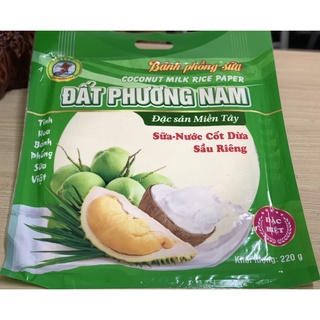 Bánh phồng sữa
COCONUT MILK RICE PAPER
ĐẤT PHƯƠNG NAM
Đặc sản Miền Tây
Sữa-Nước Cốt Dừa
Sầu Riêng
Tinh
Hoa
Bánh
Phồng
Sữa
Việt
ĐẶC
BIỆT
Khối lượng: 220 g